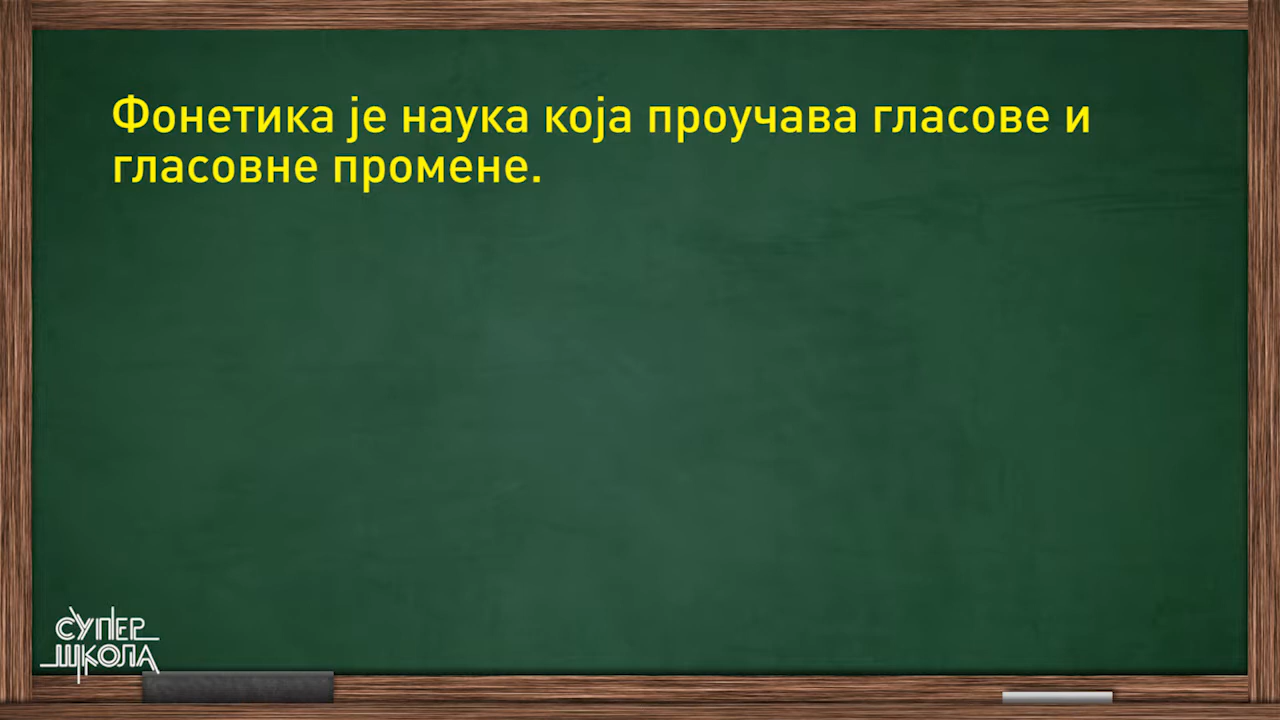 Фонетика је наука која проучава гласове и
гласовне промене.
СУПЕР
ШКОЛА